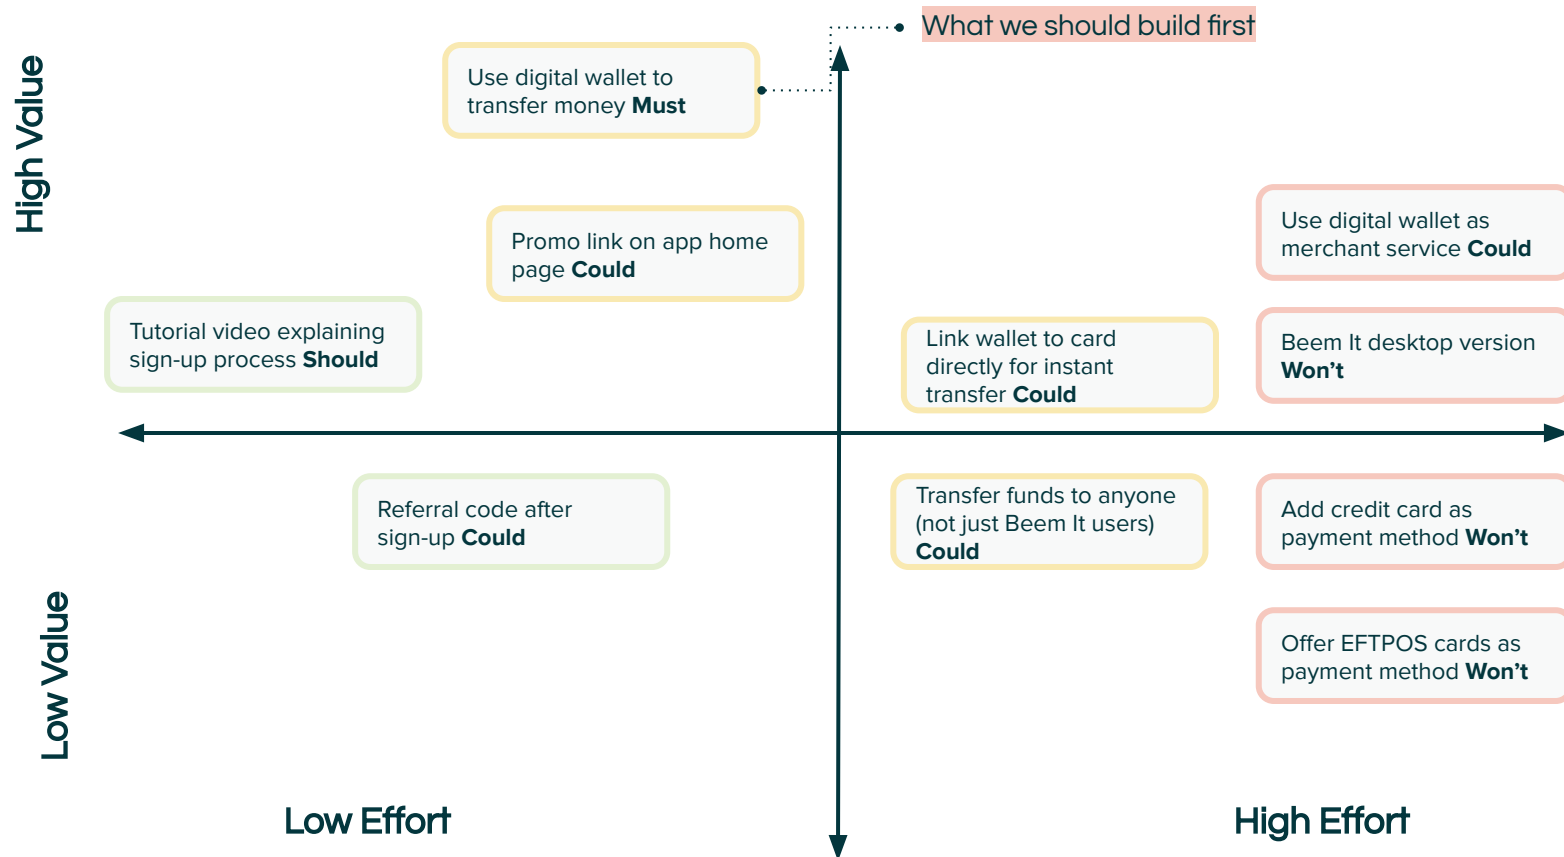 What we should build first
High Value
Use digital wallet to
transfer money Must
Promo link on app home
page Could
Use digital wallet as
merchant service Could
Tutorial video explaining
sign-up process Should
Link wallet to card
directly for instant
transfer Could
Beem It desktop version
Won’t
Referral code after
sign-up Could
Transfer funds to anyone
(not just Beem It users)
Could
Add credit card as
payment method Won’t
Low Value
Offer EFTPOS cards as
payment method Won’t
Low Effort
High Effort